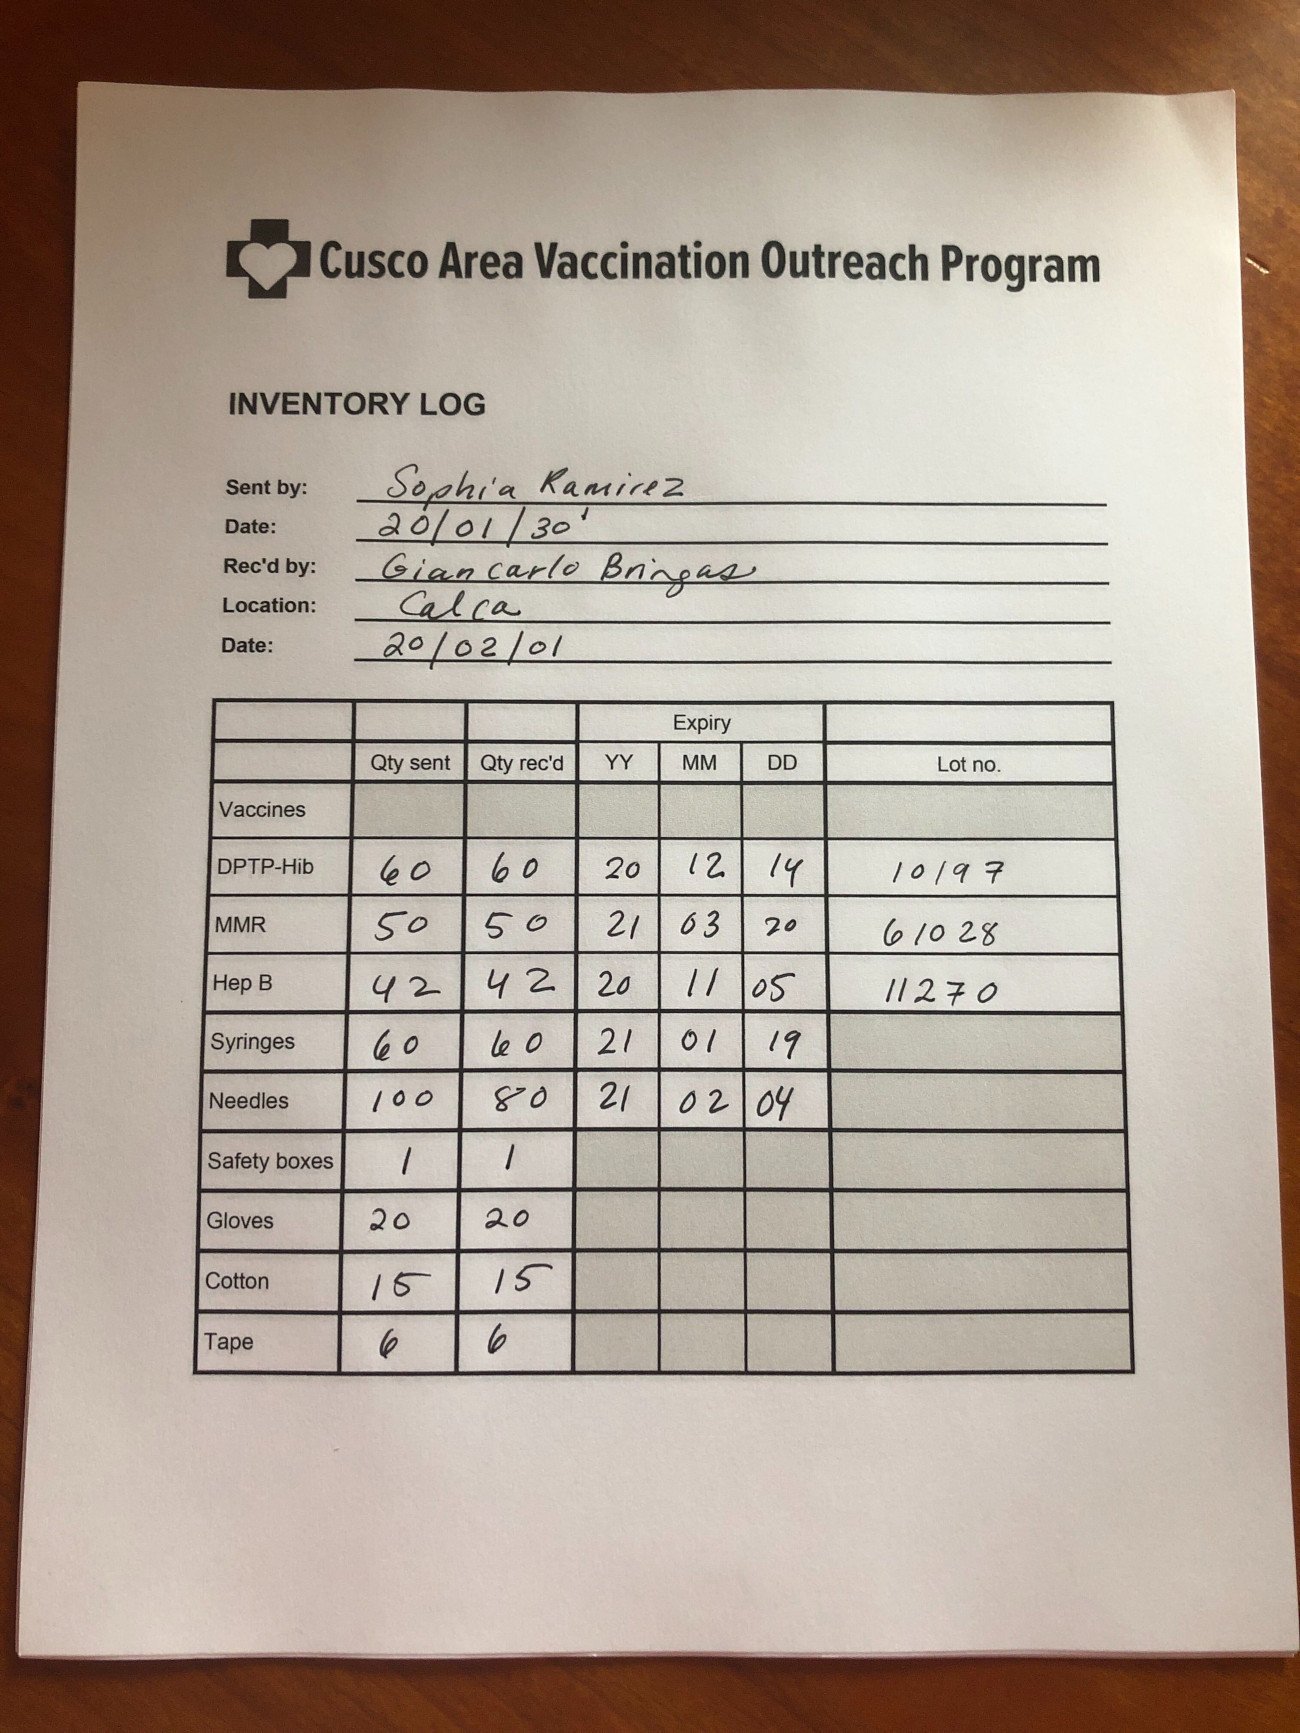 Cusco Area Vaccination Outreach Program
INVENTORY LOG
Sent by: Sophia Ramirez
Date: 20/01/30
Rec'd by: Giancarlo Bringas
Location: Calca
Date: 20/02/01
Expiry
Qty sent Qty rec'd YY MM DD Lot no.
Vaccines
DPTP-Hib 60 60 20 12 14 10197
MMR 50 50 21 03 20 61028
Hep B 42 42 20 11 05 11270
Syringes 60 60 21 01 19
Needles 100 80 21 02 04
Safety boxes 1 1
Gloves 20 20
Cotton 15 15
Tape 6 6